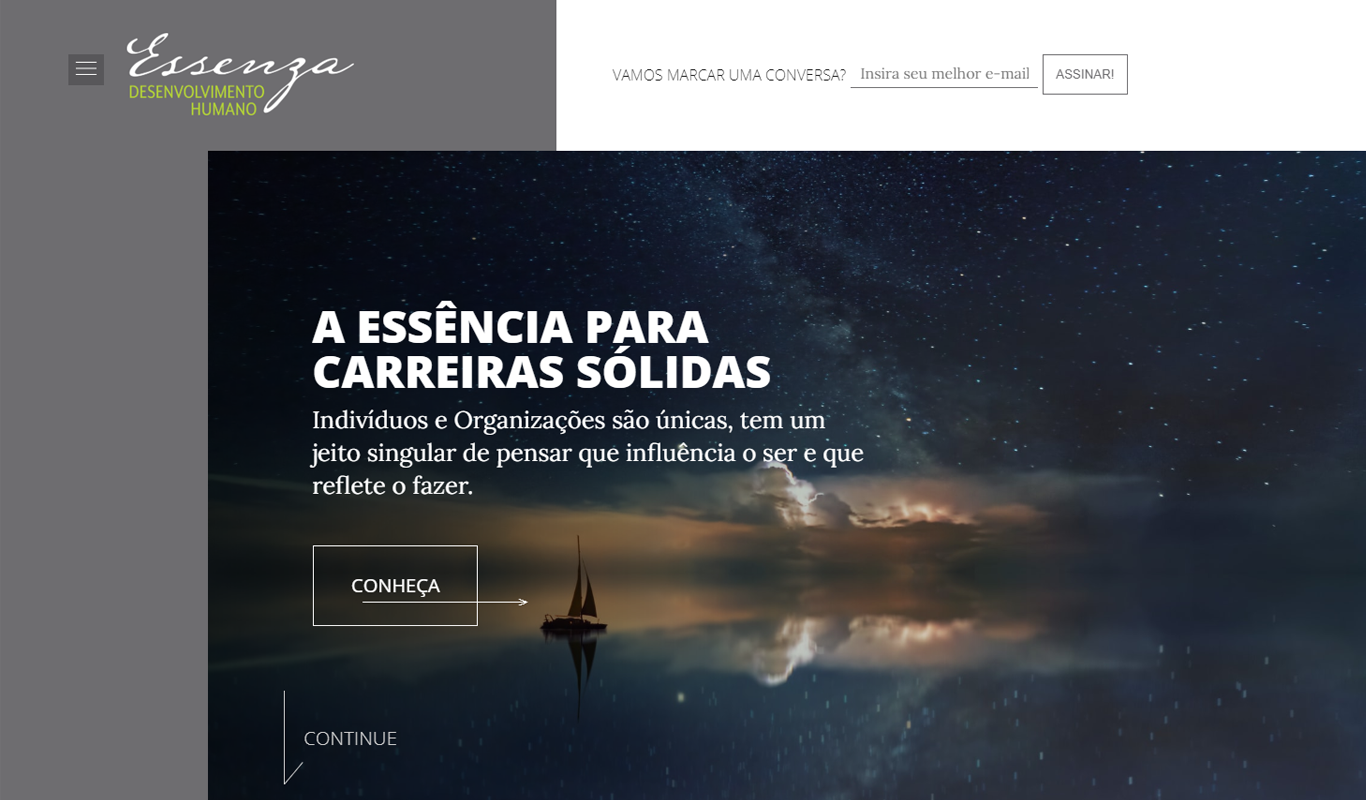 Essenza
DESENVOLVIMENTO
HUMANO
VAMOS MARCAR UMA CONVERSA? Insira seu melhor e-mail ASSINAR!
A ESSÊNCIA PARA
CARREIRAS SÓLIDAS
Indivíduos e Organizações são únicas, tem um
jeito singular de pensar que influência o ser e que
reflete o fazer.
CONHEÇA
CONTINUE